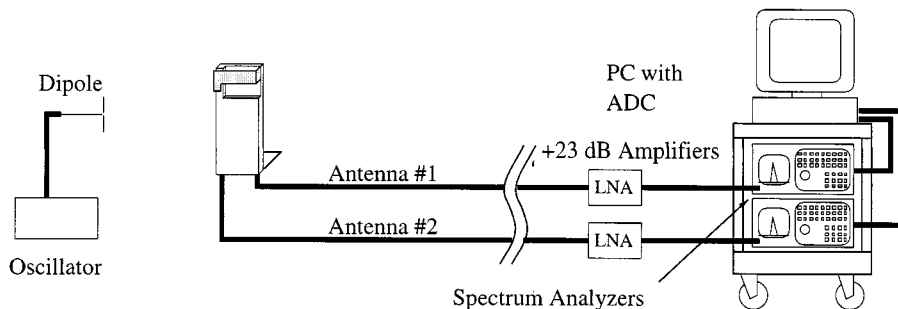 Dipole
Oscillator
Antenna #1
Antenna #2
+23 dB Amplifiers
LNA
LNA
PC with
ADC
Spectrum Analyzers